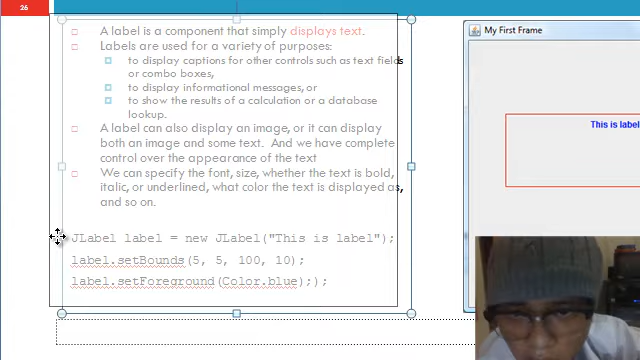 26
A label is a component that simply displays text.
Labels are used for a variety of purposes:
to display captions for other controls such as text fields
or combo boxes,
to display informational messages, or
to show the results of a calculation or a database
lookup.
A label can also display an image, or it can display
both an image and some text. And we have complete
control over the appearance of the text
We can specify the font, size, whether the text is bold,
italic, or underlined, what color the text is displayed as,
and so on.
JLabel label = new JLabel("This is label");
label.setBounds(5, 5, 100, 10);
label.setForeground(Color.blue););
My First Frame
This is label